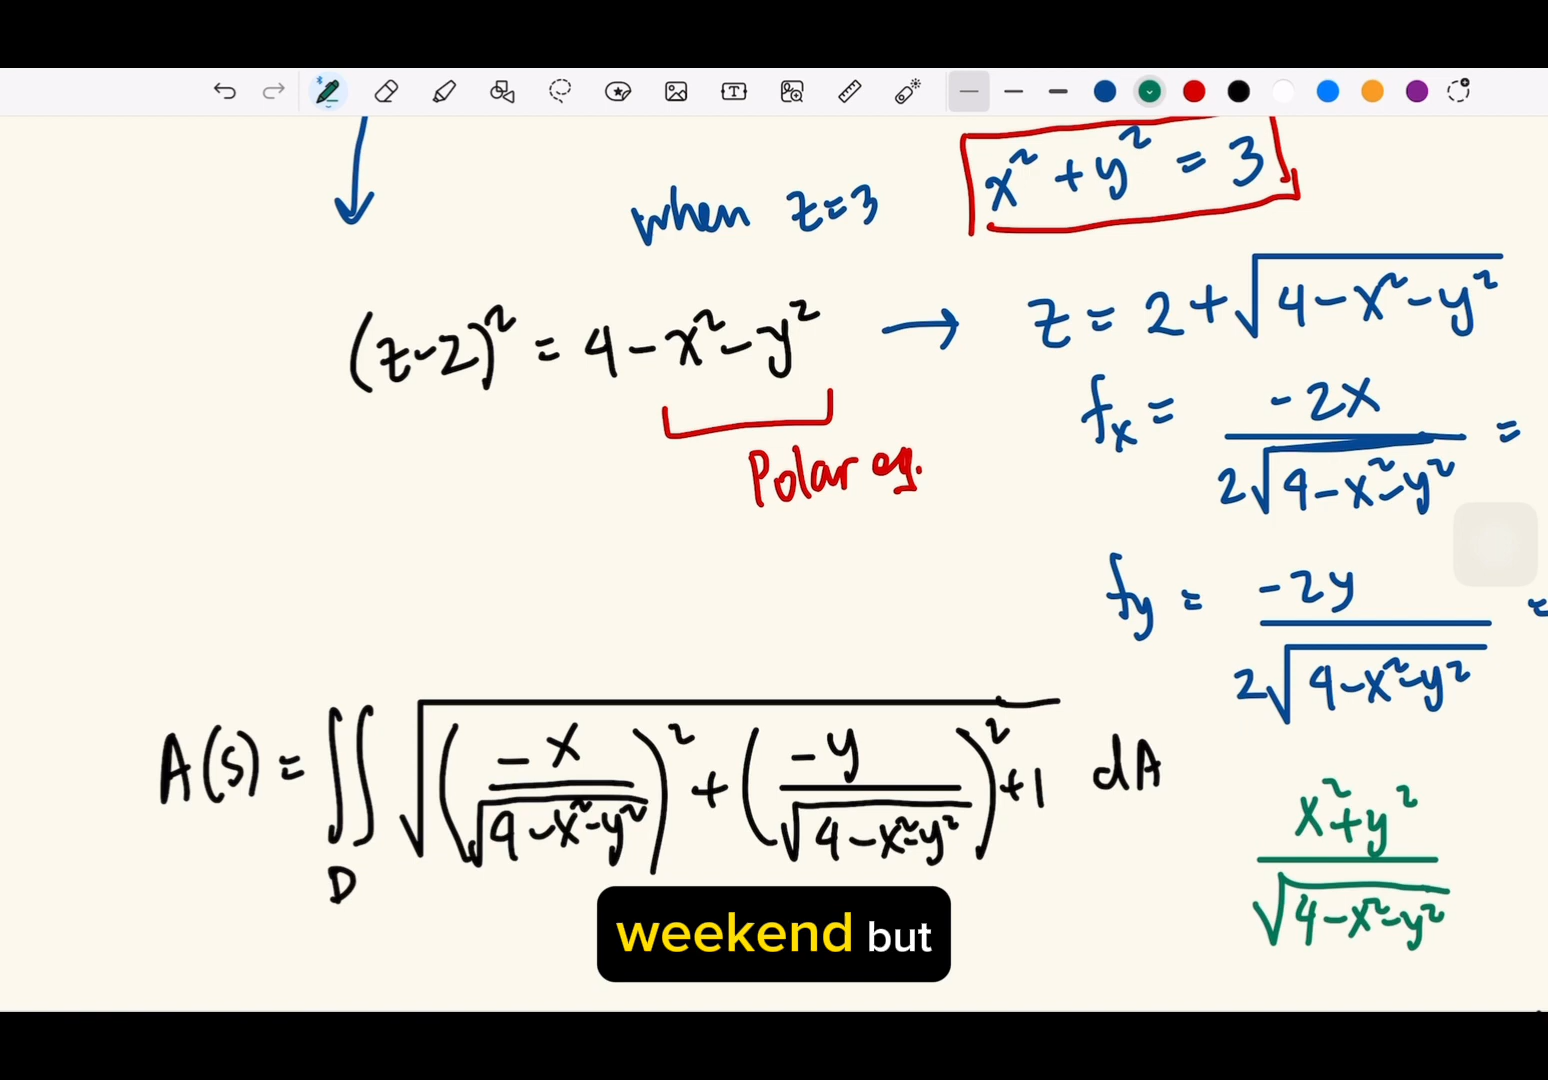 x² + y² = 3
when z=3
(z-2)² = 4-x²-y² → z = 2+√(4-x²-y²)
fx = -2x / 2√(4-x²-y²) =
Polar eq.
fy = -2y / 2√(4-x²-y²) =
A(s) = ∬D √((-x/√(4-x²-y²))² + (-y/√(4-x²-y²))² +1) dA
x²+y² / √(4-x²-y²)
weekend but